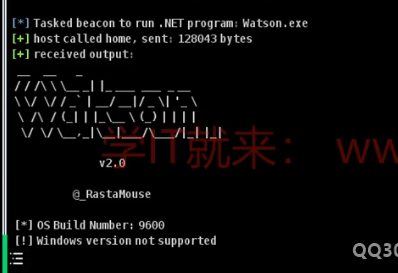 [*] Tasked beacon to run .NET program: Watson.exe
[+] host called home, sent: 128043 bytes
[+] received output:
学IT就来： ww
v2.0
@_RastaMouse
[*] OS Build Number: 9600
[!] Windows version not supported
QQ30